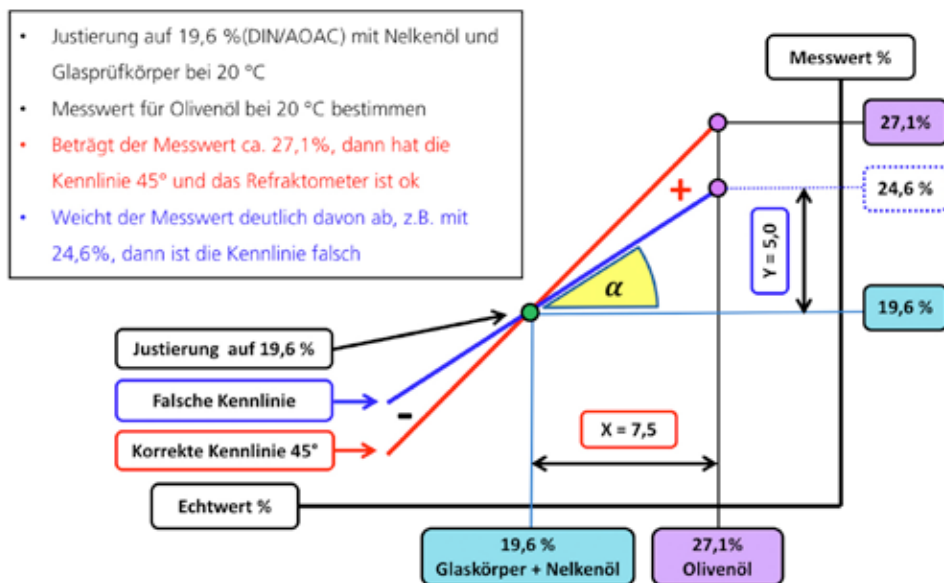 • Justierung auf 19,6 %(DIN/AOAC) mit Nelkenöl und
Glasprüfkörper bei 20 °C
• Messwert für Olivenöl bei 20 °C bestimmen
• Beträgt der Messwert ca. 27,1%, dann hat die
Kennlinie 45° und das Refraktometer ist ok
• Weicht der Messwert deutlich davon ab, z.B. mit
24,6%, dann ist die Kennlinie falsch
Messwert %
27,1%
24,6 %
+
Y = 5,0
α
19,6 %
Justierung auf 19,6 %
Falsche Kennlinie
-
Korrekte Kennlinie 45°
X = 7,5
Echtwert %
19,6 %
Glaskörper + Nelkenöl
27,1%
Olivenöl